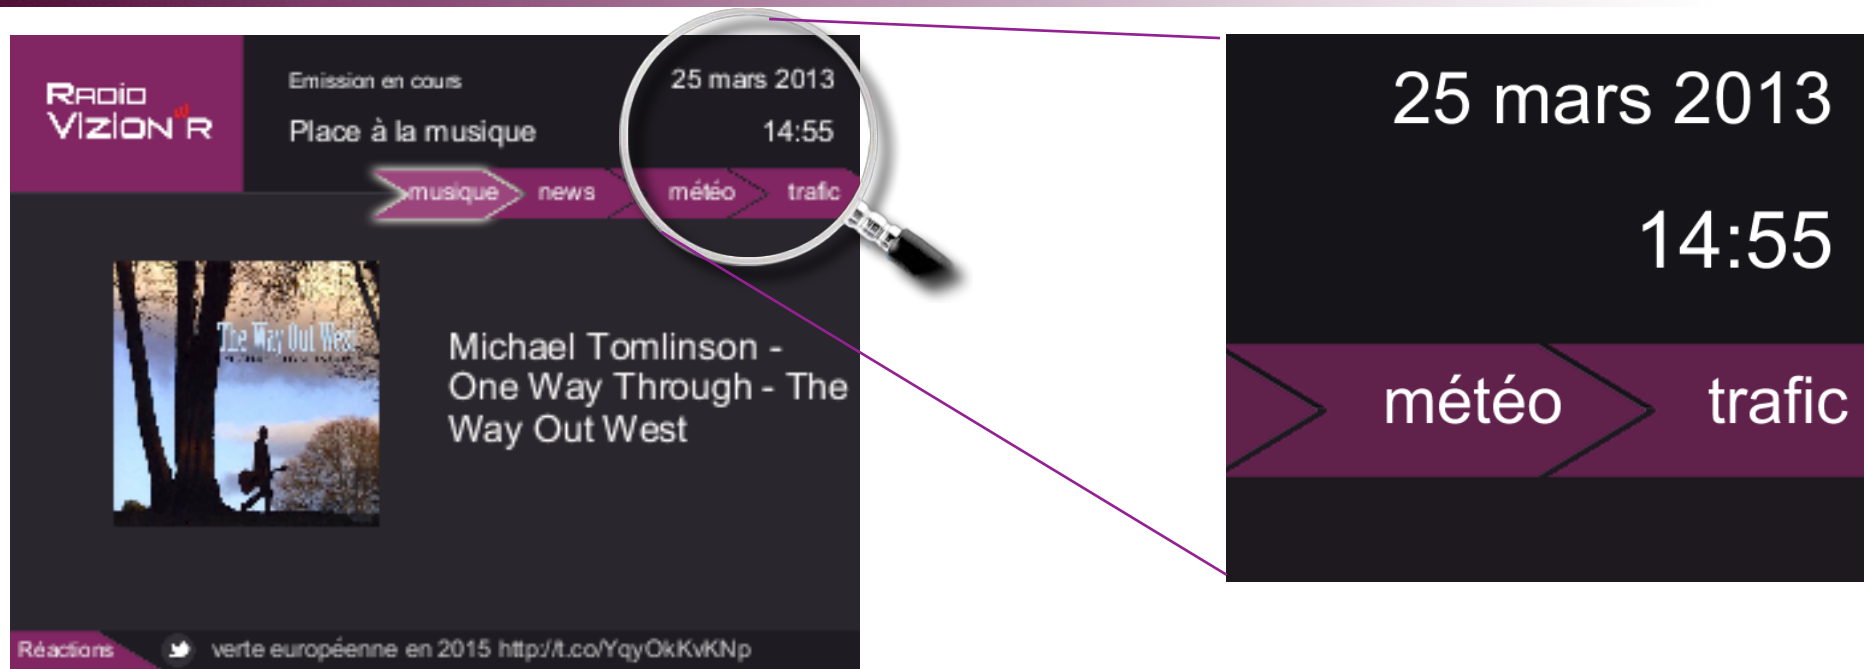 RADIO
VIZION'R
Emission en cours
Place à la musique
25 mars 2013
14:55
musique
news
météo
trafic
The Way Out West
Michael Tomlinson -
One Way Through - The
Way Out West
Réactions
verte européenne en 2015 http://t.co/YqyOkKvKNp
25 mars 2013
14:55
météo
trafic